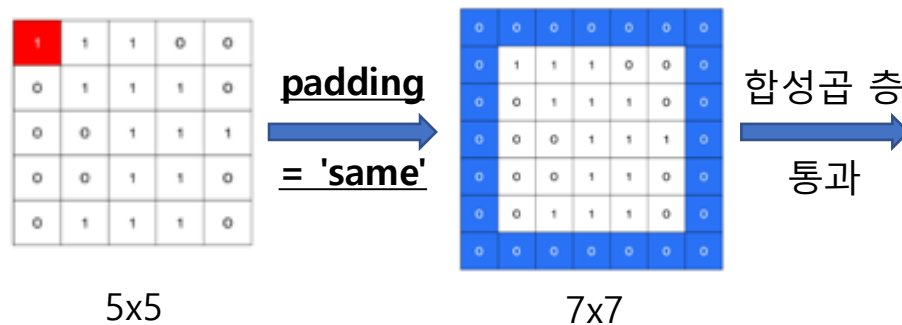 1 1 1 0 0
0 1 1 1 0
0 0 1 1 1
0 0 1 1 0
0 1 1 1 0
5x5
padding
= 'same'
0 0 0 0 0 0 0
0 1 1 1 0 0 0
0 0 1 1 1 0 0
0 0 0 1 1 1 0
0 0 0 1 1 0 0
0 0 1 1 1 0 0
0 0 0 0 0 0 0
7x7
합성곱 층
통과